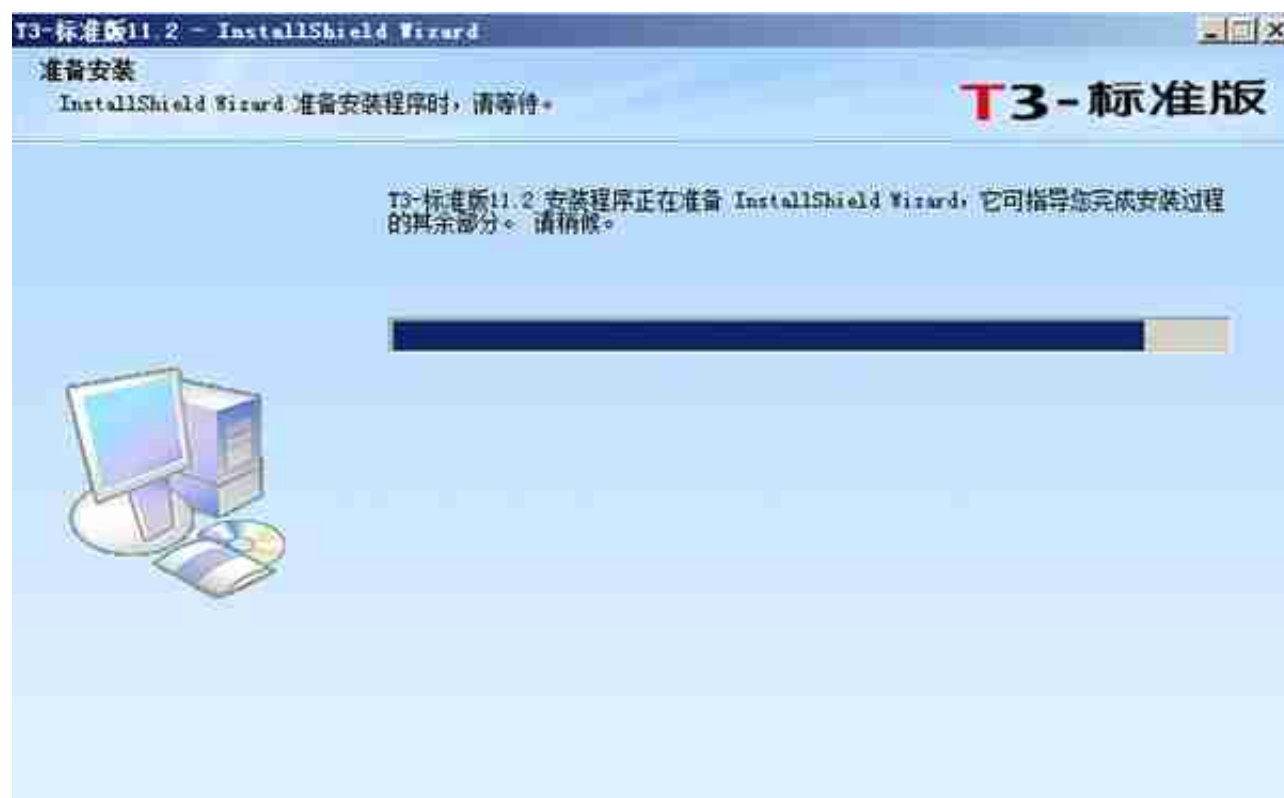 T3-标准版11.2 - InstallShield Wizard
准备安装
InstallShield Wizard 准备安装程序时，请等待。
T3-标准版
T3-标准版11.2 安装程序正在准备 InstallShield Wizard，它可指导您完成安装过程
的其余部分。 请稍候。